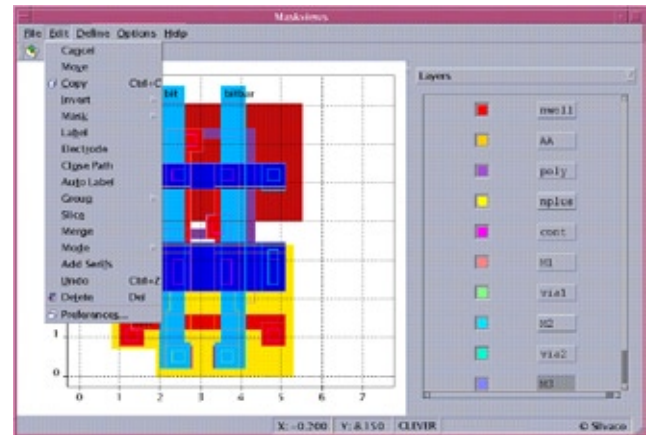 Maskviews
File Edit Define Options Help
Cancel
Move
Copy Ctrl+C
Invert
Mask
Label
Electrode
Close Path
Auto Label
Group
Slice
Merge
Mode
Add Serifs
Undo Ctrl+Z
Delete Del
Preferences...
bit bitbar
1
0
0 1 2 3 4 5 6 7
Layers
nwell
AA
poly
nplus
cont
M1
via1
M2
via2
M3
X: -0.200 Y: 8.150 CLEVER © Silvaco